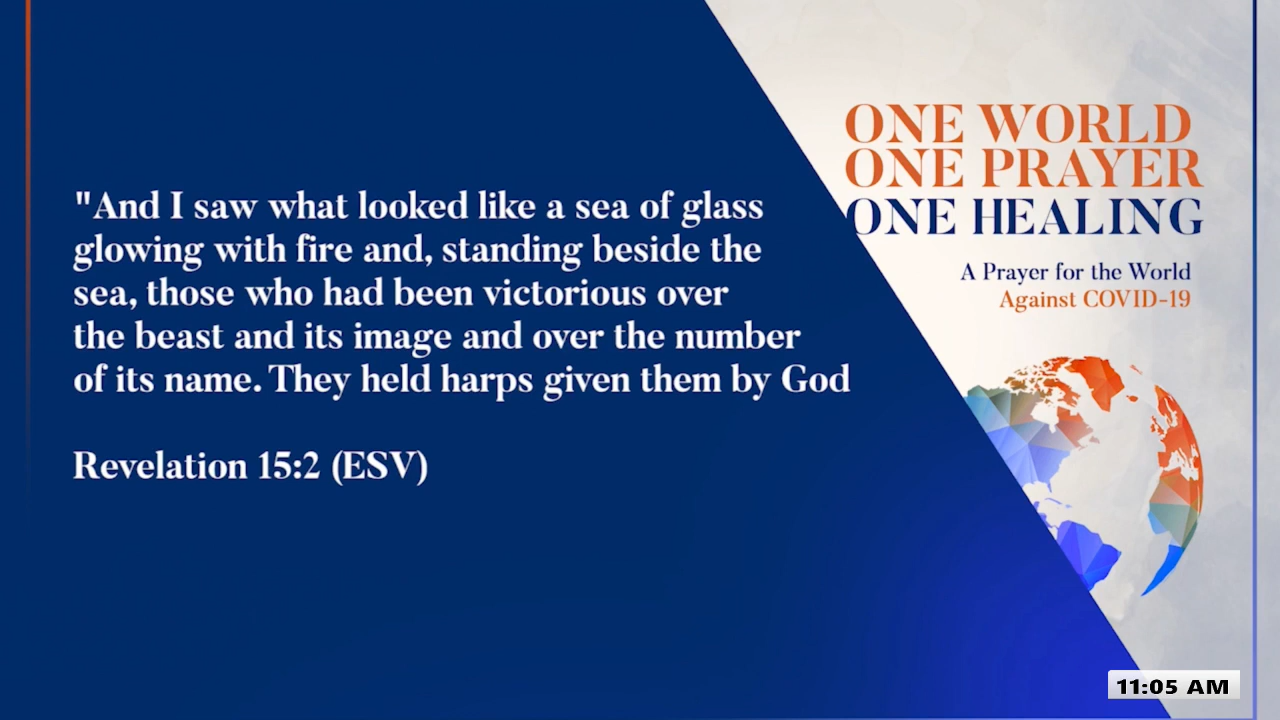 "And I saw what looked like a sea of glass
glowing with fire and, standing beside the
sea, those who had been victorious over
the beast and its image and over the number
of its name. They held harps given them by God
Revelation 15:2 (ESV)
ONE WORLD
ONE PRAYER
ONE HEALING
A Prayer for the World
Against COVID-19
11:05 AM